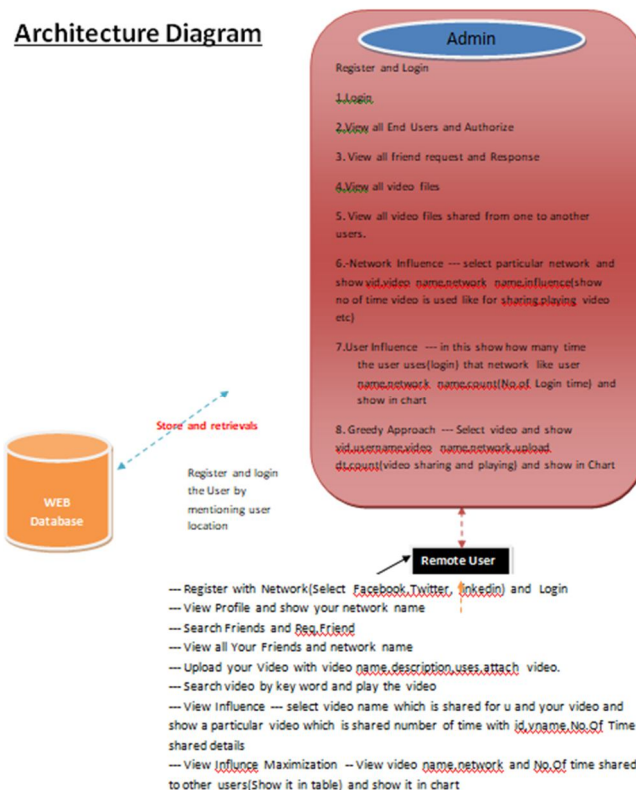 Architecture Diagram
Admin
Register and Login
1.Login
2.View all End Users and Authorize
3. View all friend request and Response
4.View all video files
5. View all video files shared from one to another
users.
6.-Network Influence --- select particular network and
show vid,video name,network name,influence(show
no of time video is used like for sharing,playing video
etc)
7.User Influence --- in this show how many time
the user uses(login) that network like user
name,network name,count(No.of Login time) and
show in chart
8. Greedy Approach --- Select video and show
vid,username,video name,network,upload
dt,count(video sharing and playing) and show in Chart
Store and retrievals
WEB
Database
Register and login
the User by
mentioning user
location
Remote User
--- Register with Network(Select Facebook,Twitter, linkedin) and Login
--- View Profile and show your network name
--- Search Friends and Req,Friend
--- View all Your Friends and network name
--- Upload your Video with video name,description,uses,attach video.
--- Search video by key word and play the video
--- View Influence --- select video name which is shared for u and your video and
show a particular video which is shared number of time with id,vname,No.Of Time
shared details
--- View Influnce Maximization -- View video name,network and No.Of time shared
to other users(Show it in table) and show it in chart